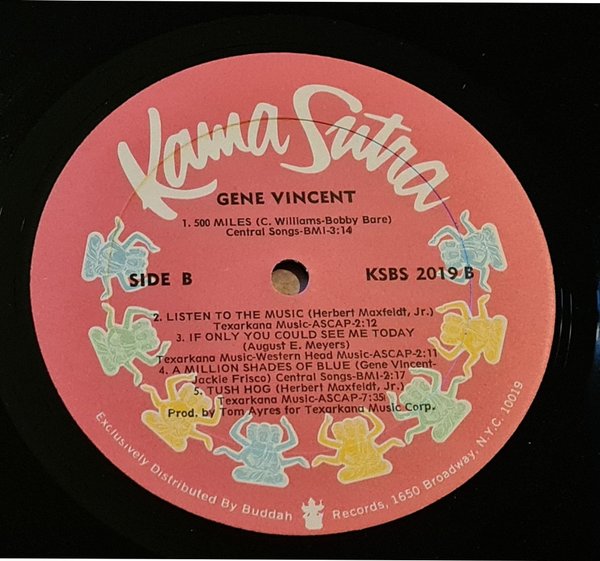 Kama Sutra
GENE VINCENT
1. 500 MILES (C. Williams-Bobby Bare)
Central Songs-BMI-3:14
SIDE B
KSBS 2019 B
2. LISTEN TO THE MUSIC (Herbert Maxfeldt, Jr.)
Texarkana Music-ASCAP-2:12
3. IF ONLY YOU COULD SEE ME TODAY
(August E. Meyers)
Texarkana Music-Western Head Music-ASCAP-2:11
4. A MILLION SHADES OF BLUE (Gene Vincent-
Jackie Frisco) Central Songs-BMI-2:17
5. TUSH HOG (Herbert Maxfeldt, Jr.)
Texarkana Music-ASCAP-7:35
Prod. by Tom Ayres for Texarkana Music Corp.
Exclusively Distributed By Buddah Records, 1650 Broadway, N.Y.C. 10019